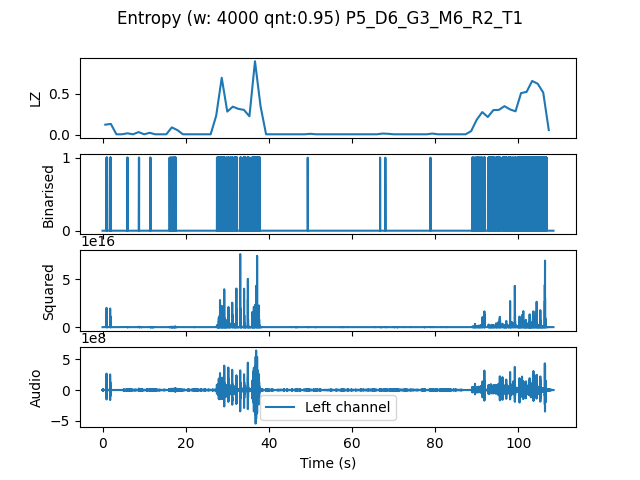 Entropy (w: 4000 qnt:0.95) P5_D6_G3_M6_R2_T1
LZ
0.5
0.0
Binarised
1
0
1e16
Squared
5
0
1e8
Audio
5
0
−5
Left channel
0 20 40 60 80 100
Time (s)